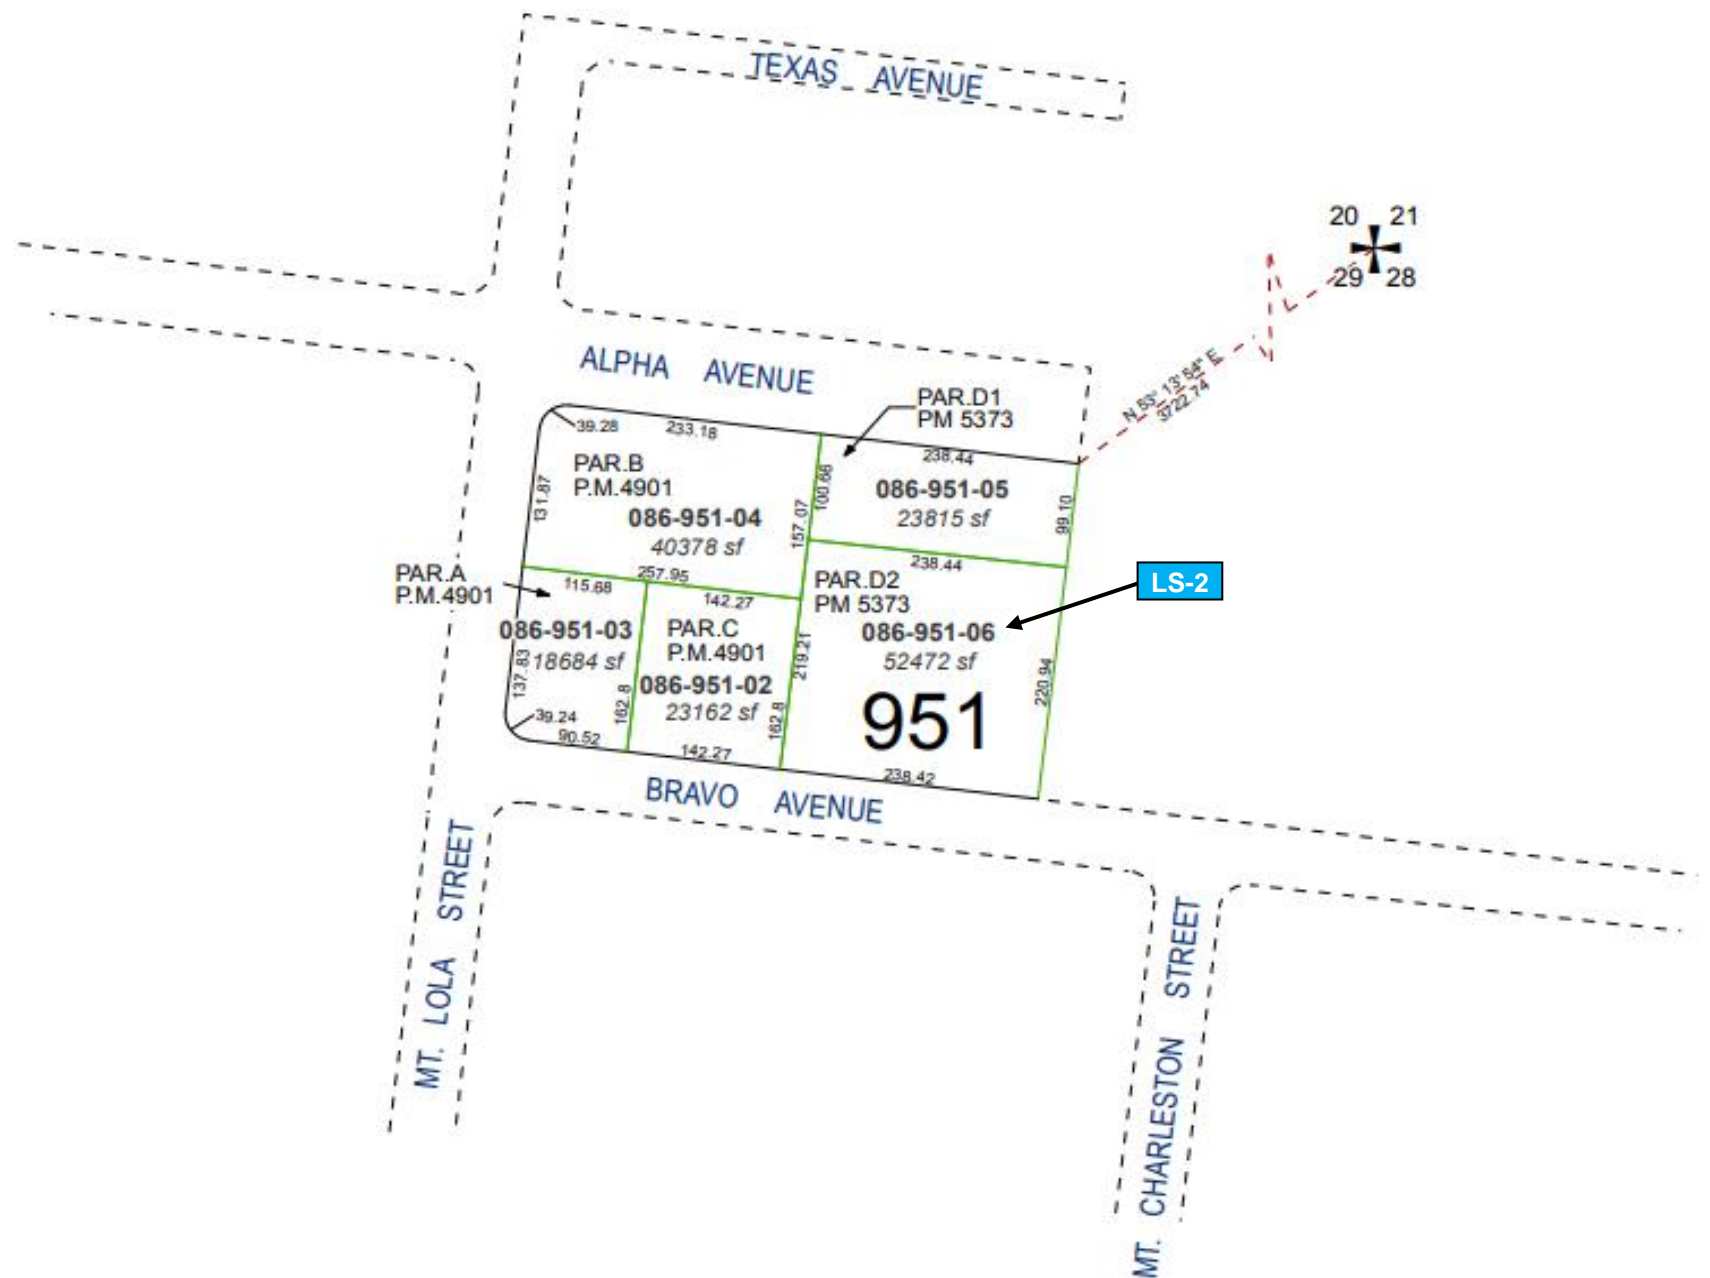 TEXAS AVENUE
20 21
29 28
N 53° 13' 54" E
3722.74
ALPHA AVENUE
PAR.D1
PM 5373
39.28
233.18
238.44
131.87
PAR.B
P.M.4901
086-951-04
40378 sf
157.07
100.66
086-951-05
23815 sf
99.10
PAR.A
P.M.4901
115.68
257.95
142.27
238.44
PAR.D2
PM 5373
LS-2
086-951-03
18684 sf
137.83
39.24
90.52
162.8
PAR.C
P.M.4901
086-951-02
23162 sf
142.27
162.8
219.21
086-951-06
52472 sf
951
220.94
238.42
BRAVO AVENUE
MT. LOLA STREET
MT. CHARLESTON STREET